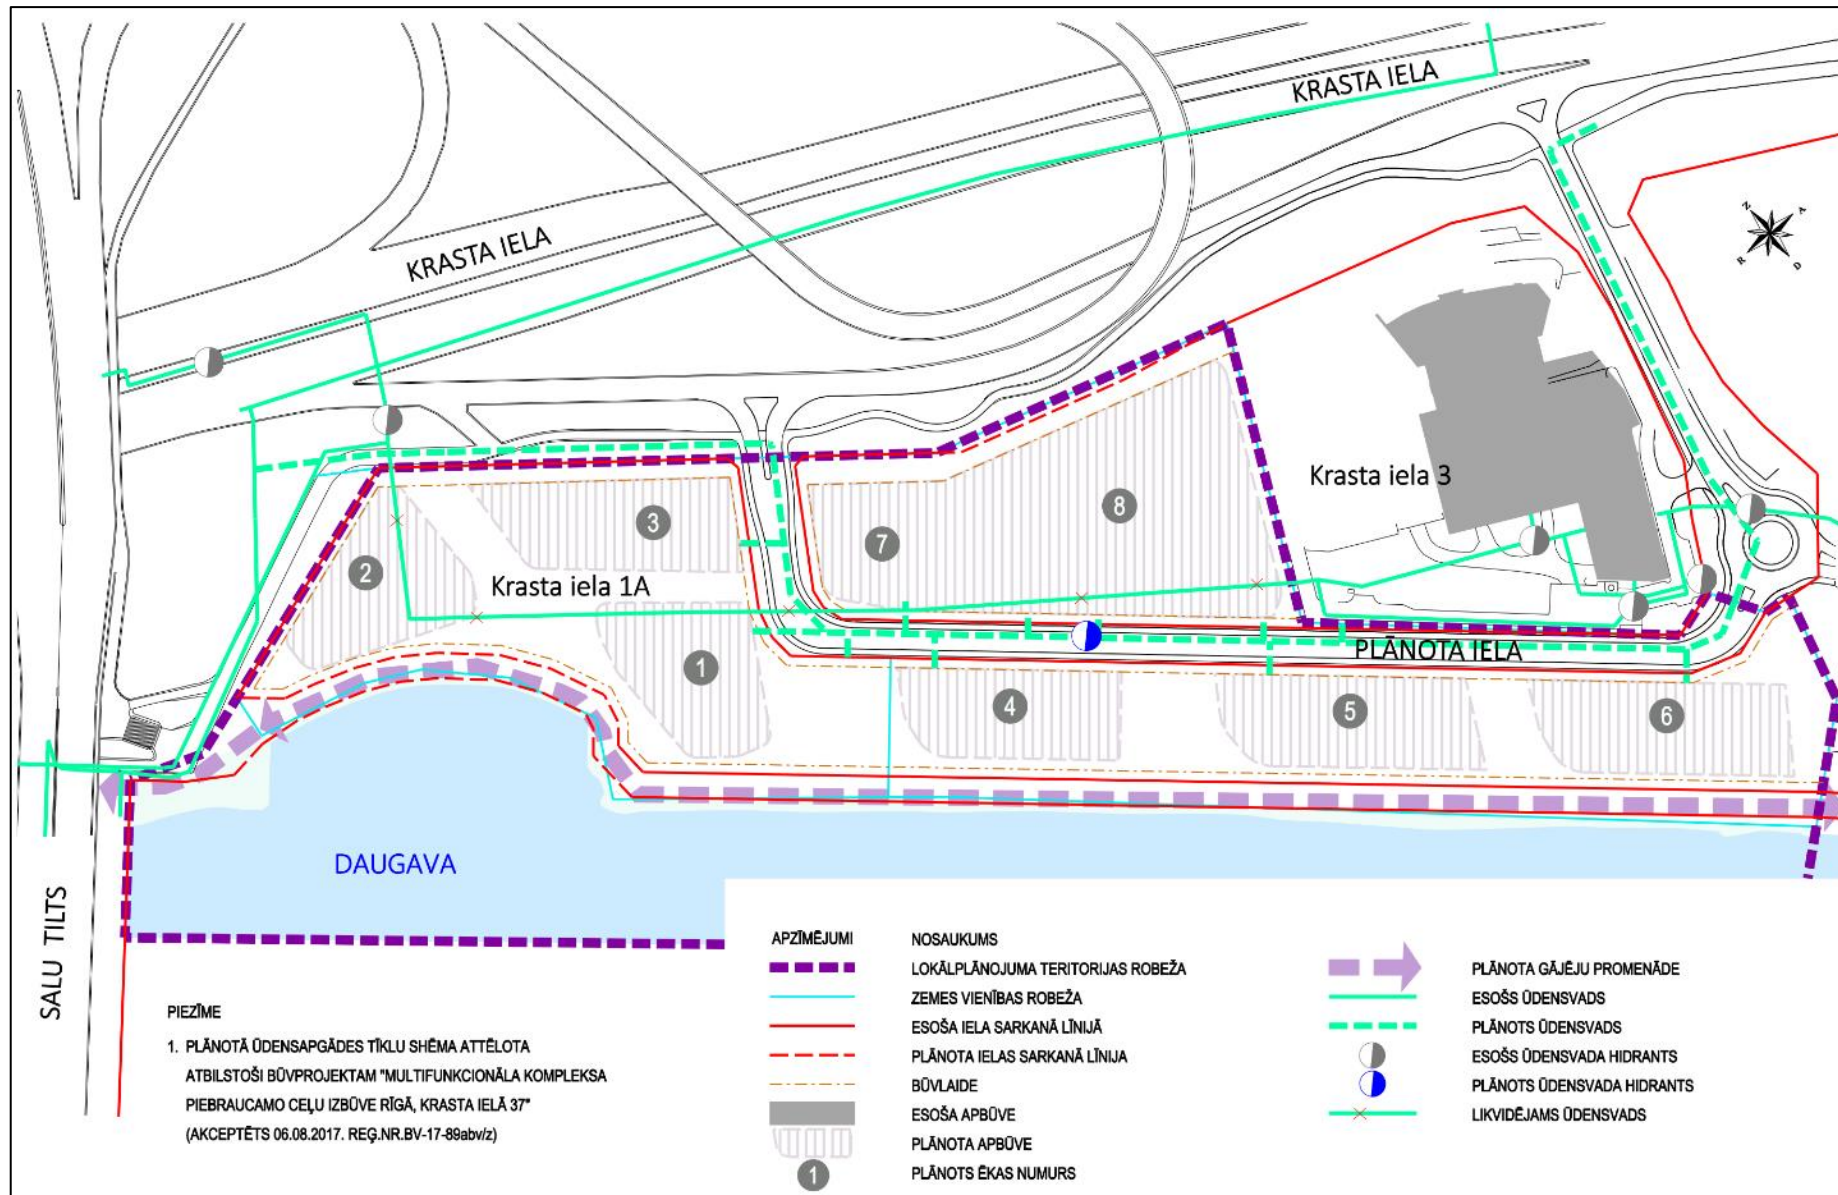 KRASTA IELA
KRASTA IELA
Z
A
R
D
Krasta iela 3
3
8
7
2
Krasta iela 1A
1
PLĀNOTA IELA
4
5
6
DAUGAVA
SALU TILTS
PIEZĪME
1. PLĀNOTĀ ŪDENSAPGĀDES TĪKLU SHĒMA ATTĒLOTA
ATBILSTOŠI BŪVPROJEKTAM "MULTIFUNKCIONĀLA KOMPLEKSA
PIEBRAUCAMO CEĻU IZBŪVE RĪGĀ, KRASTA IELĀ 37"
(AKCEPTĒTS 06.08.2017. REĢ.NR.BV-17-89abv/z)
APZĪMĒJUMI NOSAUKUMS
LOKĀLPLĀNOJUMA TERITORIJAS ROBEŽA
ZEMES VIENĪBAS ROBEŽA
ESOŠA IELA SARKANĀ LĪNIJĀ
PLĀNOTA IELAS SARKANĀ LĪNIJA
BŪVLAIDE
ESOŠA APBŪVE
PLĀNOTA APBŪVE
1 PLĀNOTS ĒKAS NUMURS
PLĀNOTA GĀJĒJU PROMENĀDE
ESOŠS ŪDENSVADS
PLĀNOTS ŪDENSVADS
ESOŠS ŪDENSVADA HIDRANTS
PLĀNOTS ŪDENSVADA HIDRANTS
LIKVIDĒJAMS ŪDENSVADS